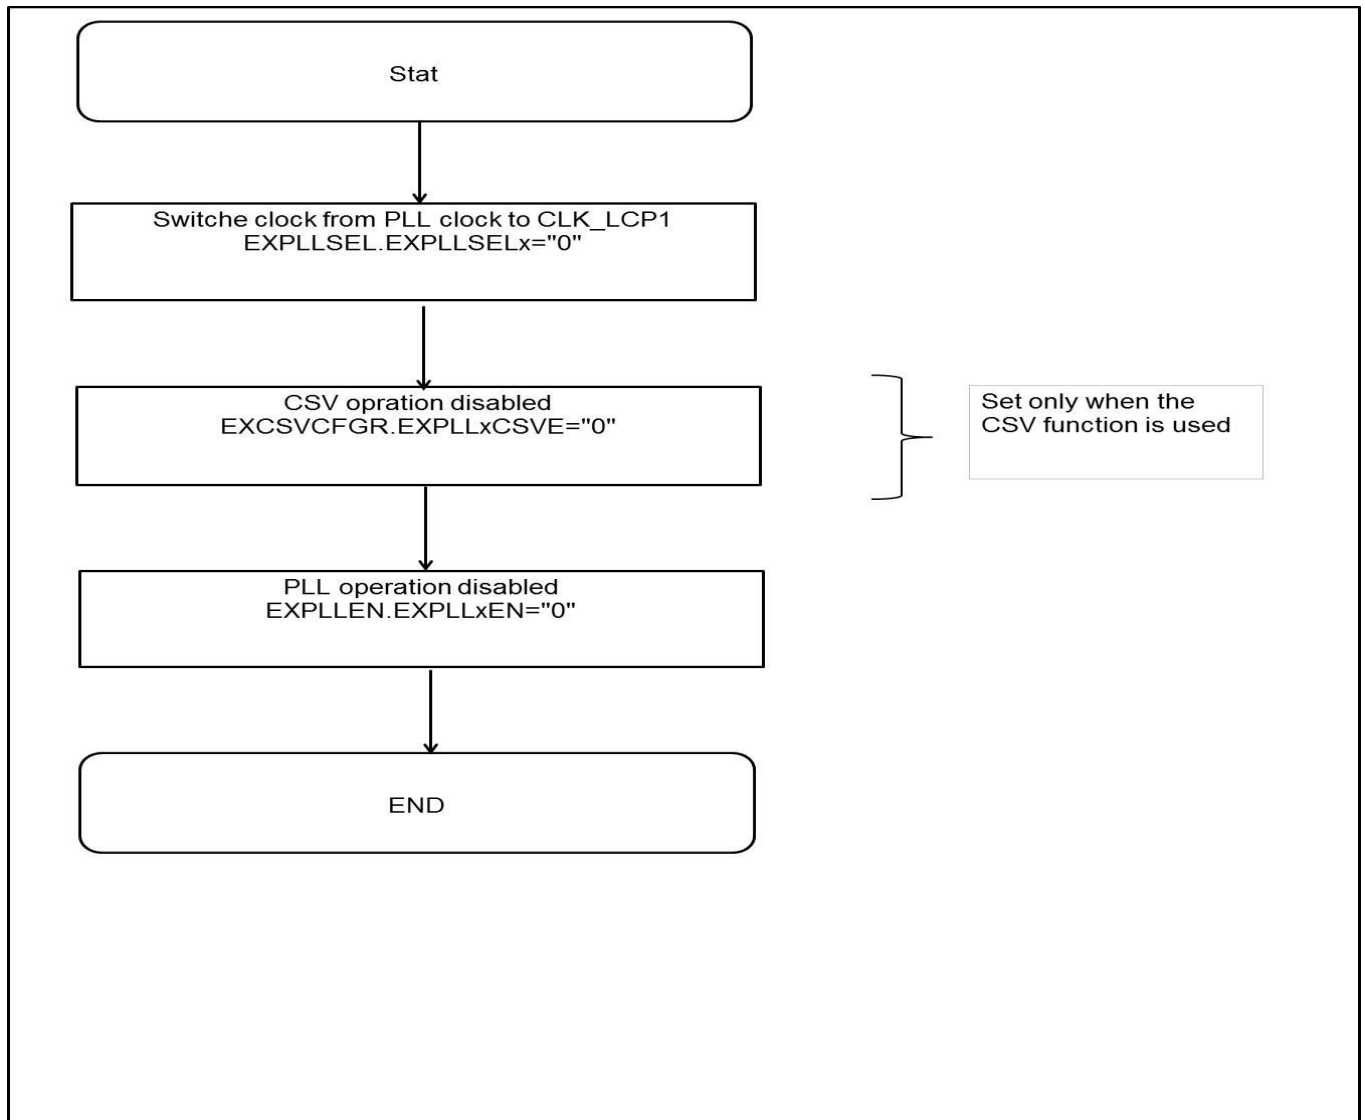 Stat
Switche clock from PLL clock to CLK_LCP1
EXPLLSEL.EXPLLSELx="0"
CSV opration disabled
EXCSVCFGR.EXPLLxCSVE="0"
Set only when the
CSV function is used
PLL operation disabled
EXPLLEN.EXPLLxEN="0"
END